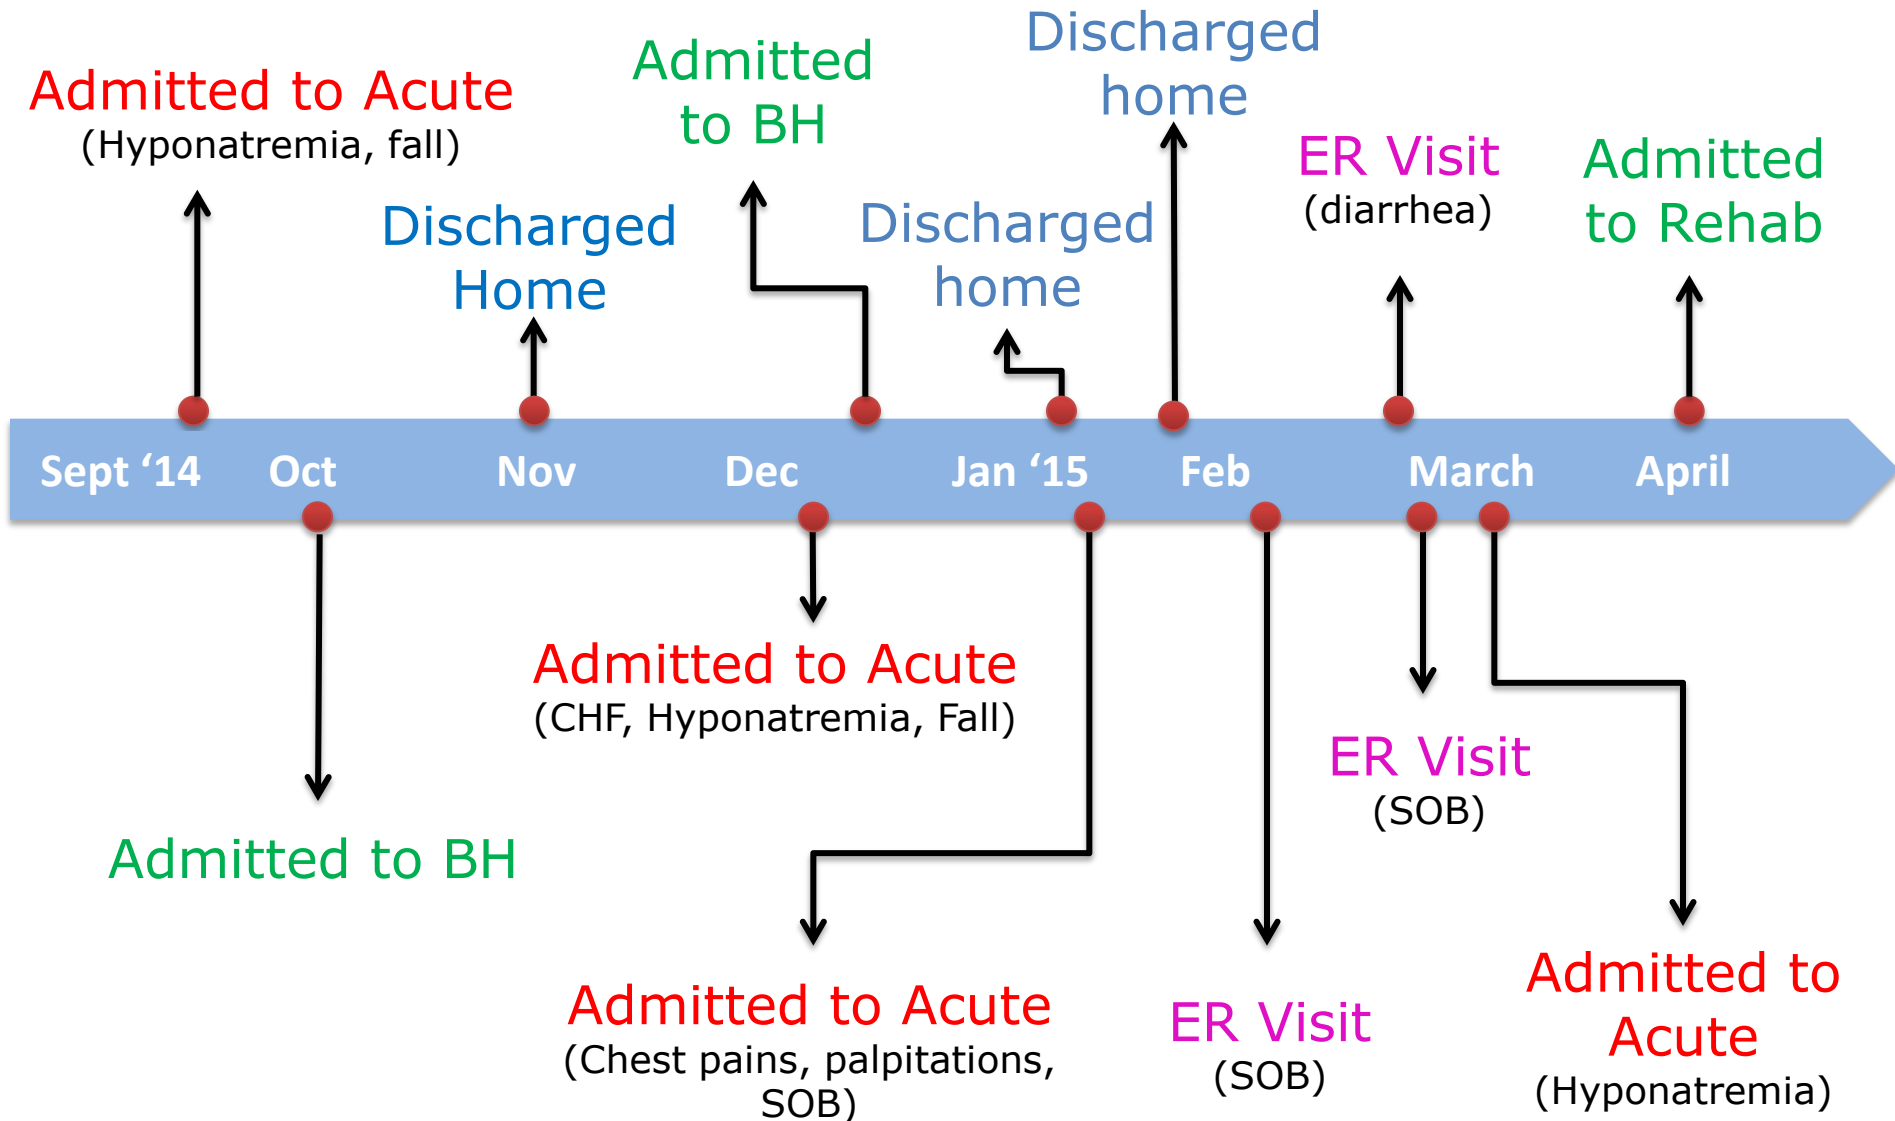 Admitted to Acute
(Hyponatremia, fall)
Discharged
Home
Admitted
to BH
Discharged
home
Discharged
home
ER Visit
(diarrhea)
Admitted
to Rehab
Sept ‘14 Oct Nov Dec Jan ‘15 Feb March April
Admitted to BH
Admitted to Acute
(CHF, Hyponatremia, Fall)
Admitted to Acute
(Chest pains, palpitations,
SOB)
ER Visit
(SOB)
ER Visit
(SOB)
Admitted to
Acute
(Hyponatremia)